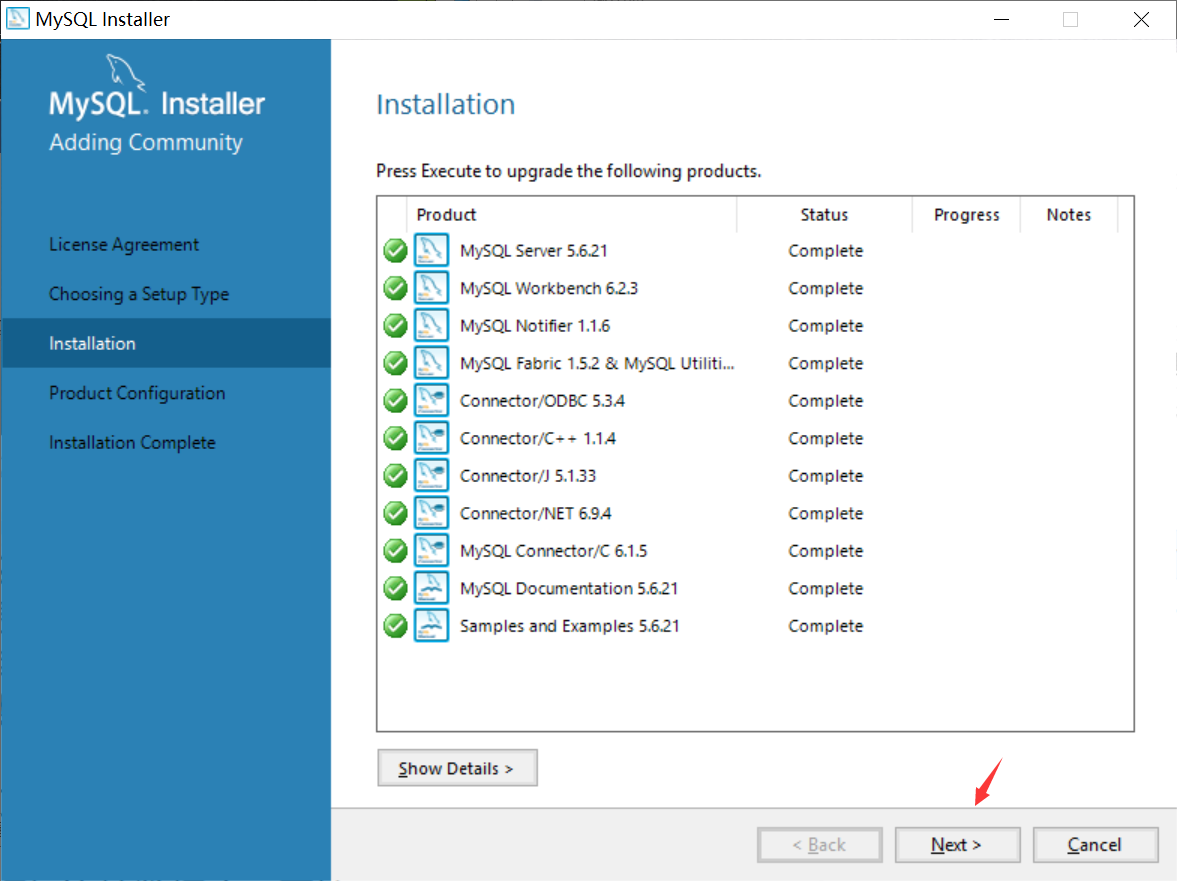 MySQL Installer
MySQL. Installer
Adding Community
License Agreement
Choosing a Setup Type
Installation
Product Configuration
Installation Complete
Installation
Press Execute to upgrade the following products.
Product Status Progress Notes
MySQL Server 5.6.21 Complete
MySQL Workbench 6.2.3 Complete
MySQL Notifier 1.1.6 Complete
MySQL Fabric 1.5.2 & MySQL Utiliti... Complete
Connector/ODBC 5.3.4 Complete
Connector/C++ 1.1.4 Complete
Connector/J 5.1.33 Complete
Connector/NET 6.9.4 Complete
MySQL Connector/C 6.1.5 Complete
MySQL Documentation 5.6.21 Complete
Samples and Examples 5.6.21 Complete
Show Details >
< Back Next > Cancel